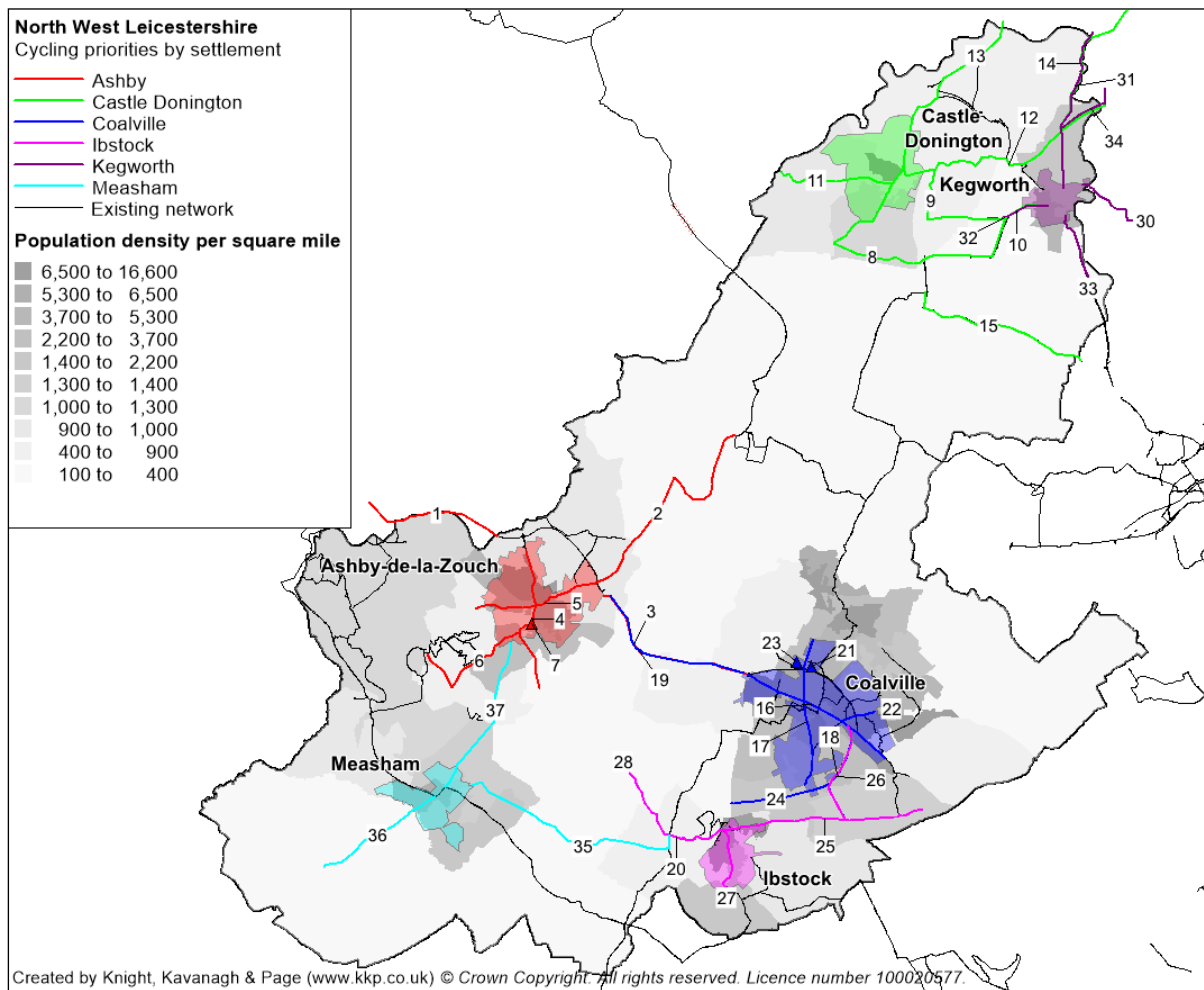 North West Leicestershire
Cycling priorities by settlement
Ashby
Castle Donington
Coalville
Ibstock
Kegworth
Measham
Existing network
Population density per square mile
6,500 to 16,600
5,300 to 6,500
3,700 to 5,300
2,200 to 3,700
1,400 to 2,200
1,300 to 1,400
1,000 to 1,300
900 to 1,000
400 to 900
100 to 400
13
14
31
Castle
Donington
12
34
11
Kegworth
9
30
32
10
8
33
15
1
2
Ashby-de-la-Zouch
5
4
3
7
6
19
23
21
Coalville
16
22
37
17
18
Measham
28
26
24
36
35
25
20
Ibstock
27
Created by Knight, Kavanagh & Page (www.kkp.co.uk) © Crown Copyright. All rights reserved. Licence number 100020577.